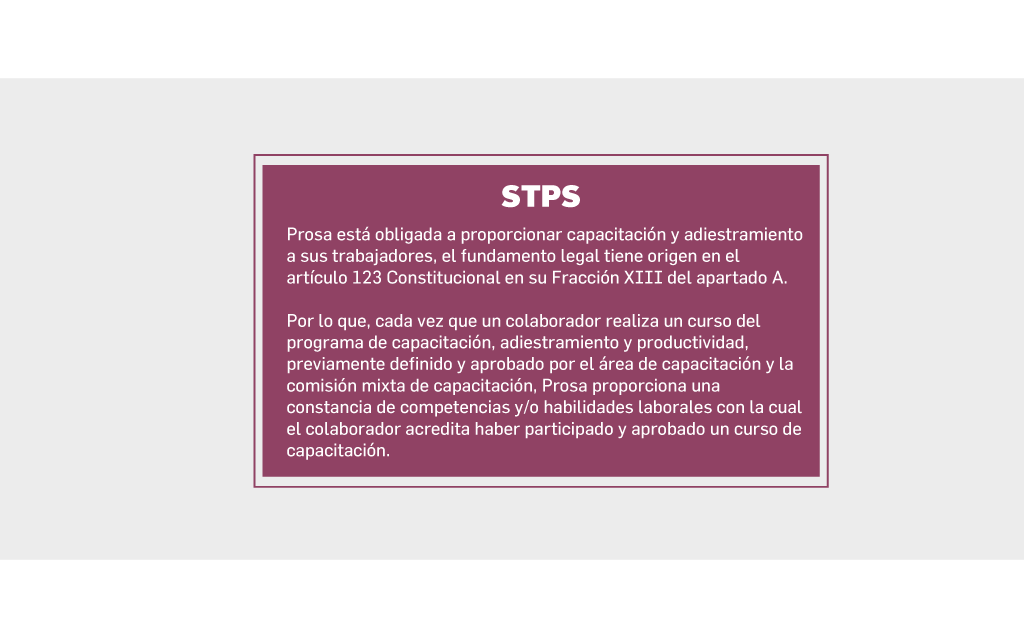 STPS
Prosa está obligada a proporcionar capacitación y adiestramiento
a sus trabajadores, el fundamento legal tiene origen en el
artículo 123 Constitucional en su Fracción XIII del apartado A.
Por lo que, cada vez que un colaborador realiza un curso del
programa de capacitación, adiestramiento y productividad,
previamente definido y aprobado por el área de capacitación y la
comisión mixta de capacitación, Prosa proporciona una
constancia de competencias y/o habilidades laborales con la cual
el colaborador acredita haber participado y aprobado un curso de
capacitación.